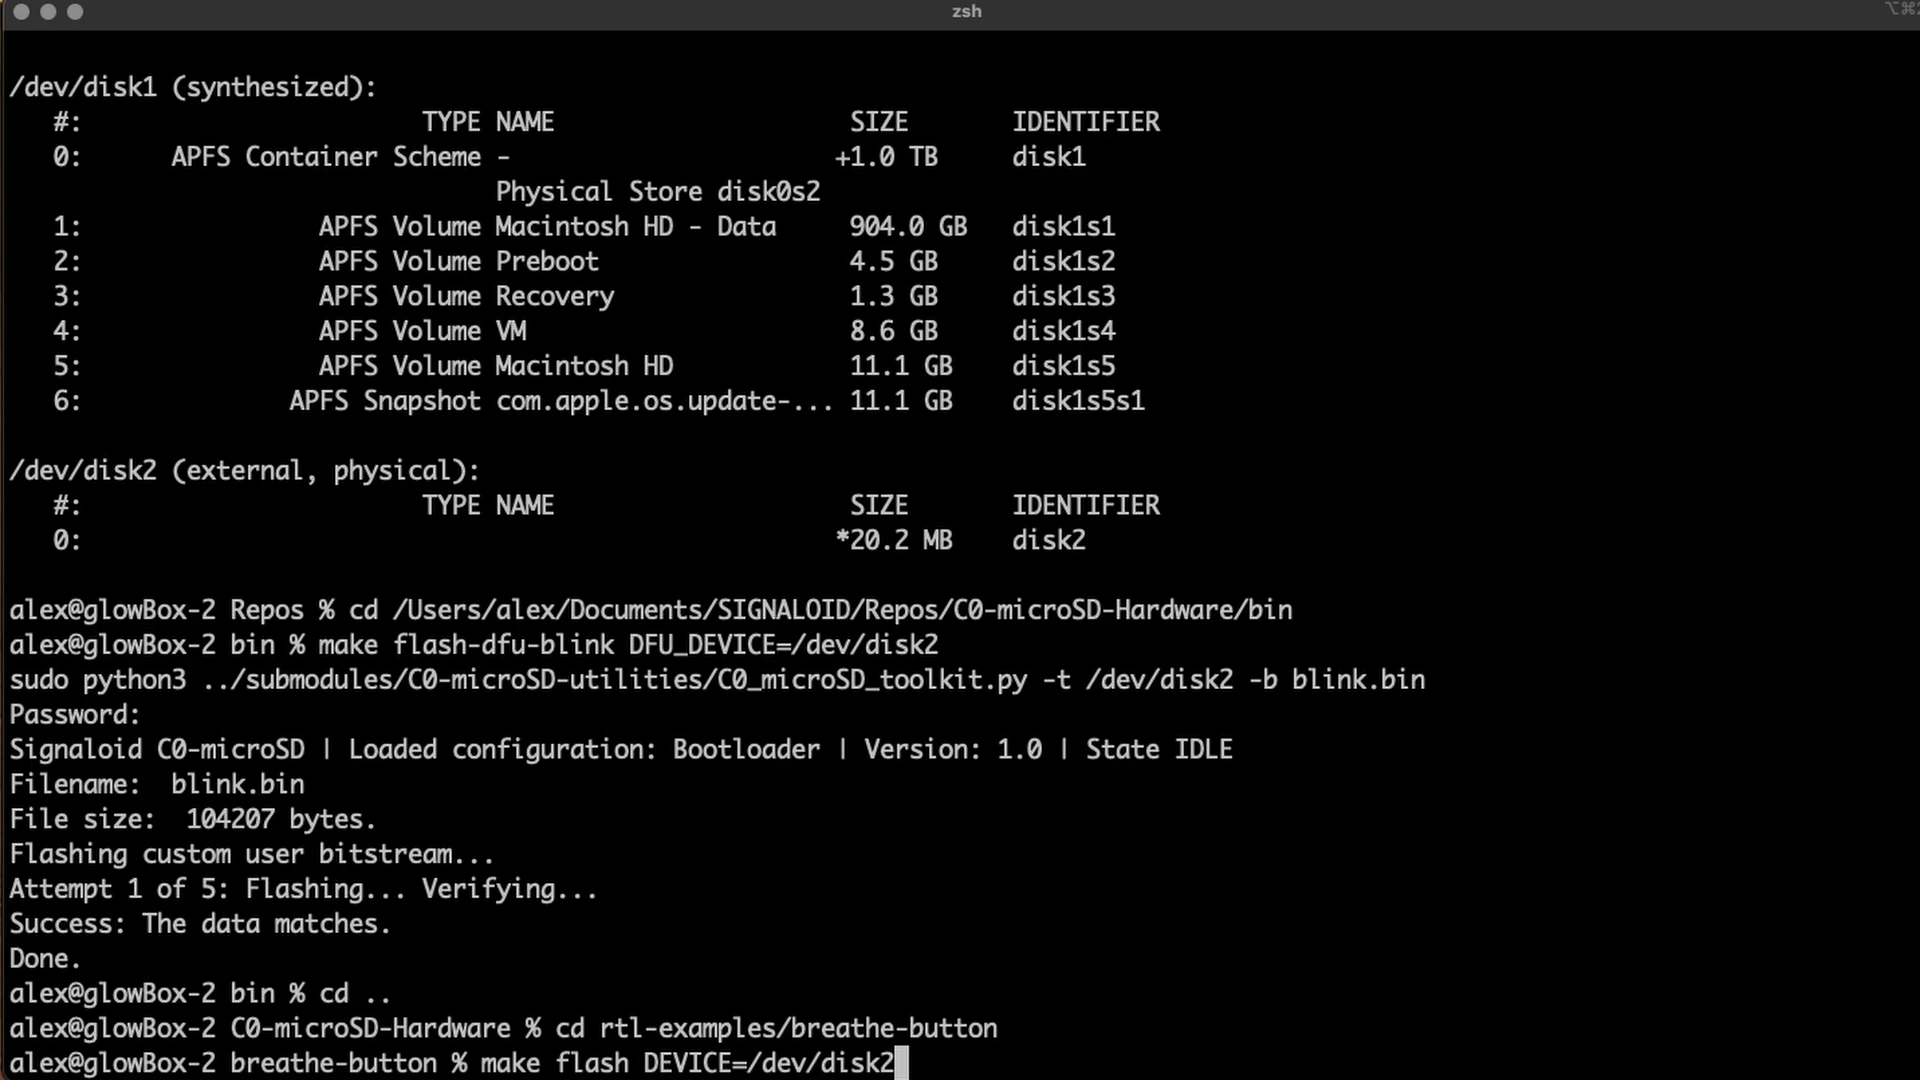 zsh
/dev/disk1 (synthesized):
#: TYPE NAME SIZE IDENTIFIER
0: APFS Container Scheme - +1.0 TB disk1
Physical Store disk0s2
1: APFS Volume Macintosh HD - Data 904.0 GB disk1s1
2: APFS Volume Preboot 4.5 GB disk1s2
3: APFS Volume Recovery 1.3 GB disk1s3
4: APFS Volume VM 8.6 GB disk1s4
5: APFS Volume Macintosh HD 11.1 GB disk1s5
6: APFS Snapshot com.apple.os.update-... 11.1 GB disk1s5s1
/dev/disk2 (external, physical):
#: TYPE NAME SIZE IDENTIFIER
0: *20.2 MB disk2
alex@glowBox-2 Repos % cd /Users/alex/Documents/SIGNALOID/Repos/C0-microSD-Hardware/bin
alex@glowBox-2 bin % make flash-dfu-blink DFU_DEVICE=/dev/disk2
sudo python3 ../submodules/C0-microSD-utilities/C0_microSD_toolkit.py -t /dev/disk2 -b blink.bin
Password:
Signaloid C0-microSD | Loaded configuration: Bootloader | Version: 1.0 | State IDLE
Filename: blink.bin
File size: 104207 bytes.
Flashing custom user bitstream...
Attempt 1 of 5: Flashing... Verifying...
Success: The data matches.
Done.
alex@glowBox-2 bin % cd ..
alex@glowBox-2 C0-microSD-Hardware % cd rtl-examples/breathe-button
alex@glowBox-2 breathe-button % make flash DEVICE=/dev/disk2